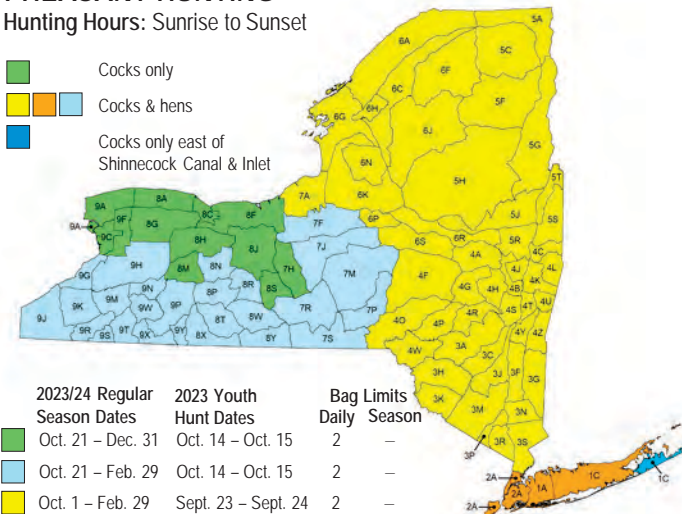 PHEASANT HUNTING
Hunting Hours: Sunrise to Sunset
Cocks only
Cocks & hens
Cocks only east of
Shinnecock Canal & Inlet
5A
6A
5C
6F
6C
5F
6H
6G
6J
5G
6N
5H
5T
7A
6K
9A
8A
8C
8F
9F
8G
9A
9C
7F
6P
5J
5S
8H
6S
6R
5R
8J
7J
4A
4C
9H
8M
8N
7H
7M
4F
4J
4L
9G
4K
9N
8P
8R
8S
4G
4H
4B
9M
9K
9W
9P
7R
7P
4R
4S
4T
4U
9J
8T
8W
4O
4P
9R
9S
9T
9X
9Y
8X
8Y
7S
4Y
4Z
4W
3A
3C
3H
3J
3F
3G
3K
3M
3N
3P
3R
3S
2A
2A
1A
1C
1C
2A
2023/24 Regular
Season Dates
2023 Youth
Hunt Dates
Bag Limits
Daily Season
Oct. 21 – Dec. 31 Oct. 14 – Oct. 15 2 –
Oct. 21 – Feb. 29 Oct. 14 – Oct. 15 2 –
Oct. 1 – Feb. 29 Sept. 23 – Sept. 24 2 –